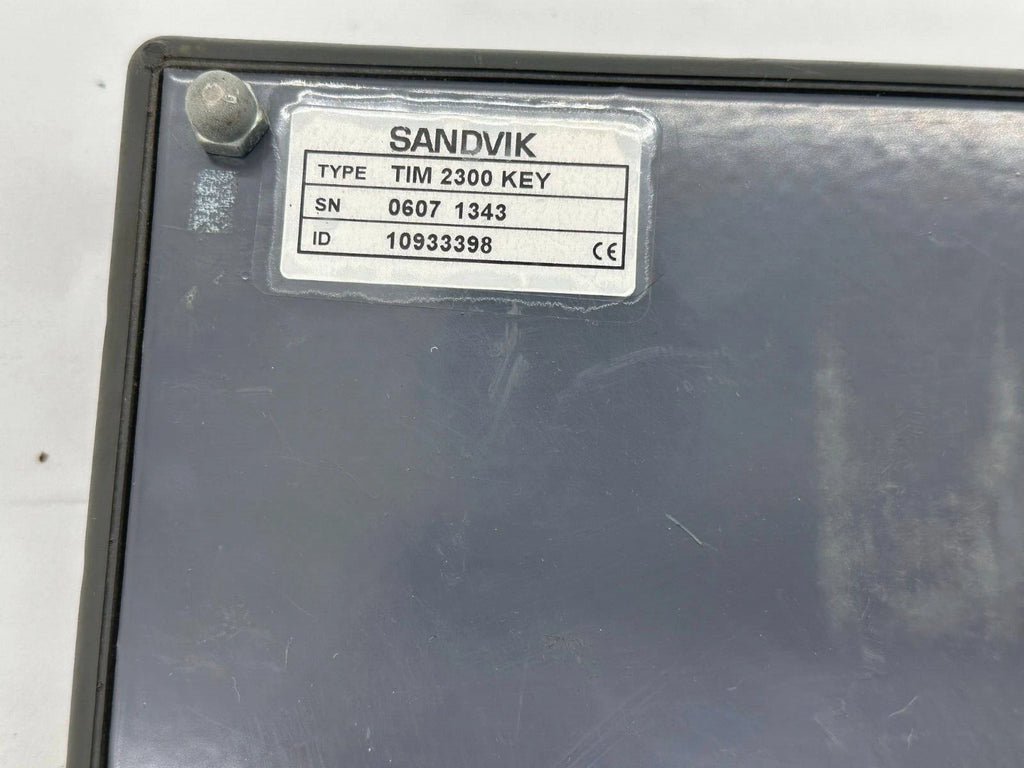 SANDVIK
TYPE TIM 2300 KEY
SN 0607 1343
ID 10933398 CE